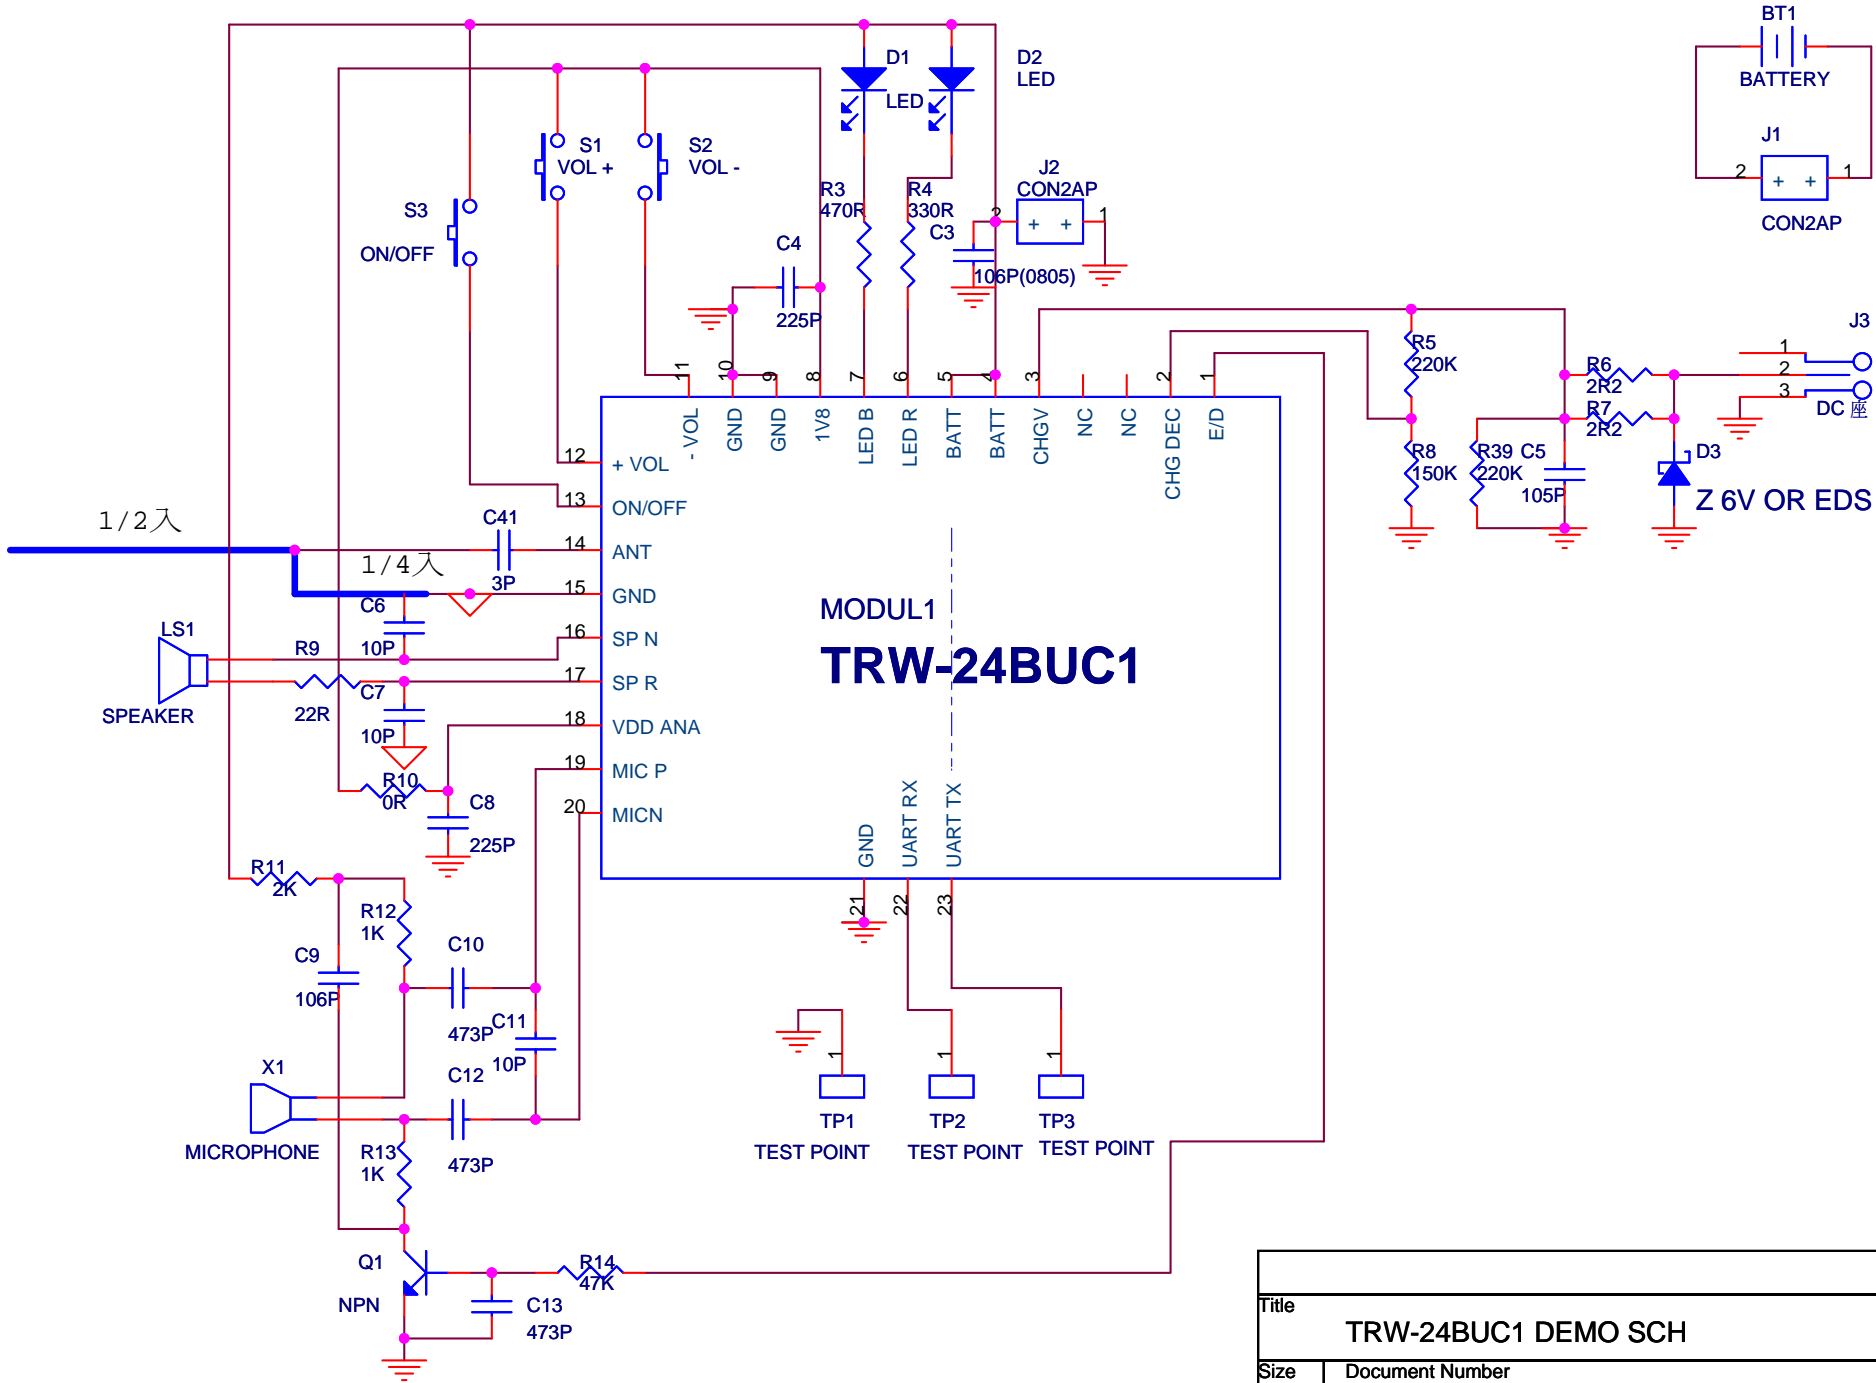 BT1
BATTERY
J1
2
1
CON2AP
D1
LED
D2
LED
S1
VOL +
S2
VOL -
S3
ON/OFF
R3
470R
R4
330R
J2
CON2AP
2
1
C3
106P(0805)
C4
225P
J3
1
2
3
DC 座
R5
220K
R6
2R2
R7
2R2
R8
150K
R39
220K
C5
105P
D3
Z 6V OR EDS
11
10
9
8
7
6
5
4
3
2
1
- VOL
GND
GND
1V8
LED B
LED R
BATT
BATT
CHGV
NC
NC
CHG DEC
E/D
12
+ VOL
13
ON/OFF
14
ANT
15
GND
16
SP N
17
SP R
18
VDD ANA
19
MIC P
20
MICN
MODUL1
TRW-24BUC1
GND
UART RX
UART TX
21
22
23
1/2入
1/4入
C41
3P
C6
10P
LS1
SPEAKER
R9
22R
C7
10P
R10
0R
C8
225P
R11
2K
R12
1K
C9
106P
C10
473P
C11
10P
X1
MICROPHONE
C12
473P
R13
1K
1
TP1
TEST POINT
1
TP2
TEST POINT
1
TP3
TEST POINT
Q1
NPN
R14
47K
C13
473P
Title
TRW-24BUC1 DEMO SCH
Size
Document Number